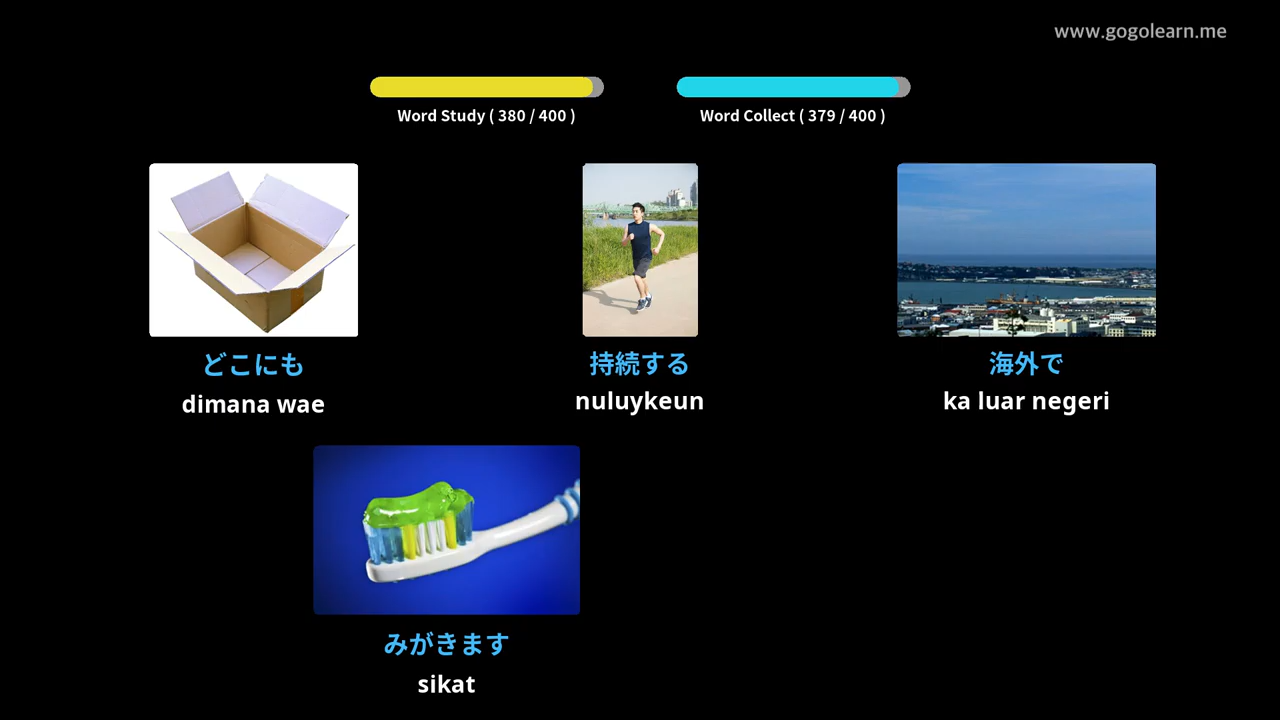 www.gogolearn.me
Word Study ( 380 / 400 )
Word Collect ( 379 / 400 )
どこにも
持続する
海外で
dimana wae
nuluykeun
ka luar negeri
みがきます
sikat